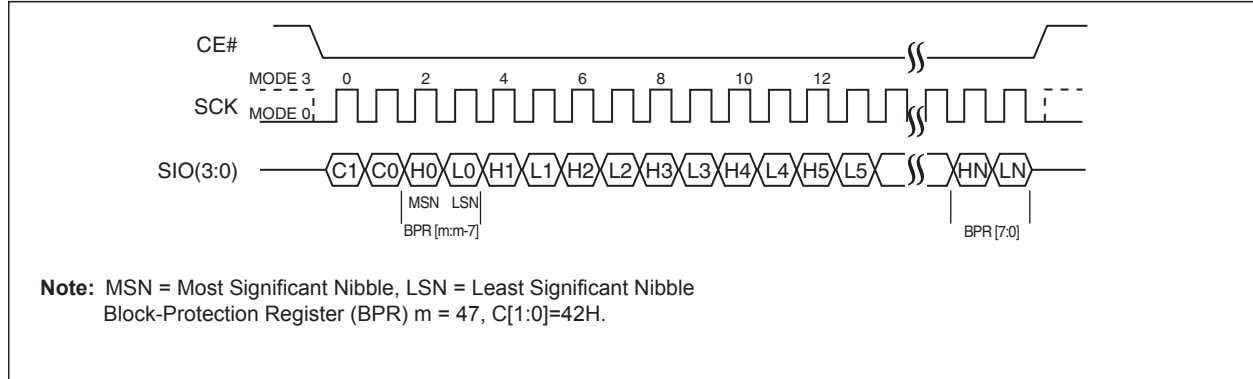 CE#
MODE 3 0 2 4 6 8 10 12
SCK MODE 0
SIO(3:0) C1 C0 H0 L0 H1 L1 H2 L2 H3 L3 H4 L4 H5 L5 HN LN
MSN LSN
BPR [m:m-7] BPR [7:0]
Note: MSN = Most Significant Nibble, LSN = Least Significant Nibble
Block-Protection Register (BPR) m = 47, C[1:0]=42H.